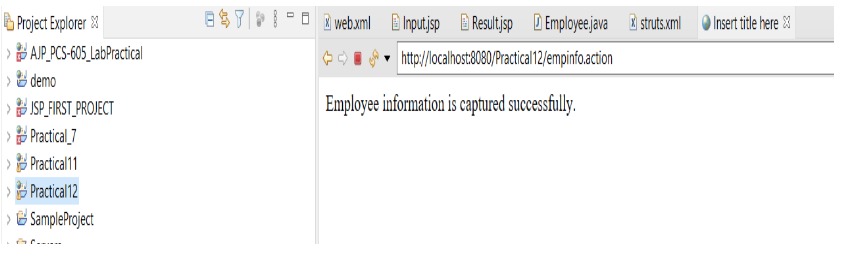 Project Explorer
AJP_PCS-605_LabPractical
demo
JSP_FIRST_PROJECT
Practical_7
Practical11
Practical12
SampleProject
web.xml Input.jsp Result.jsp Employee.java struts.xml Insert title here
http://localhost:8080/Practical12/empinfo.action
Employee information is captured successfully.